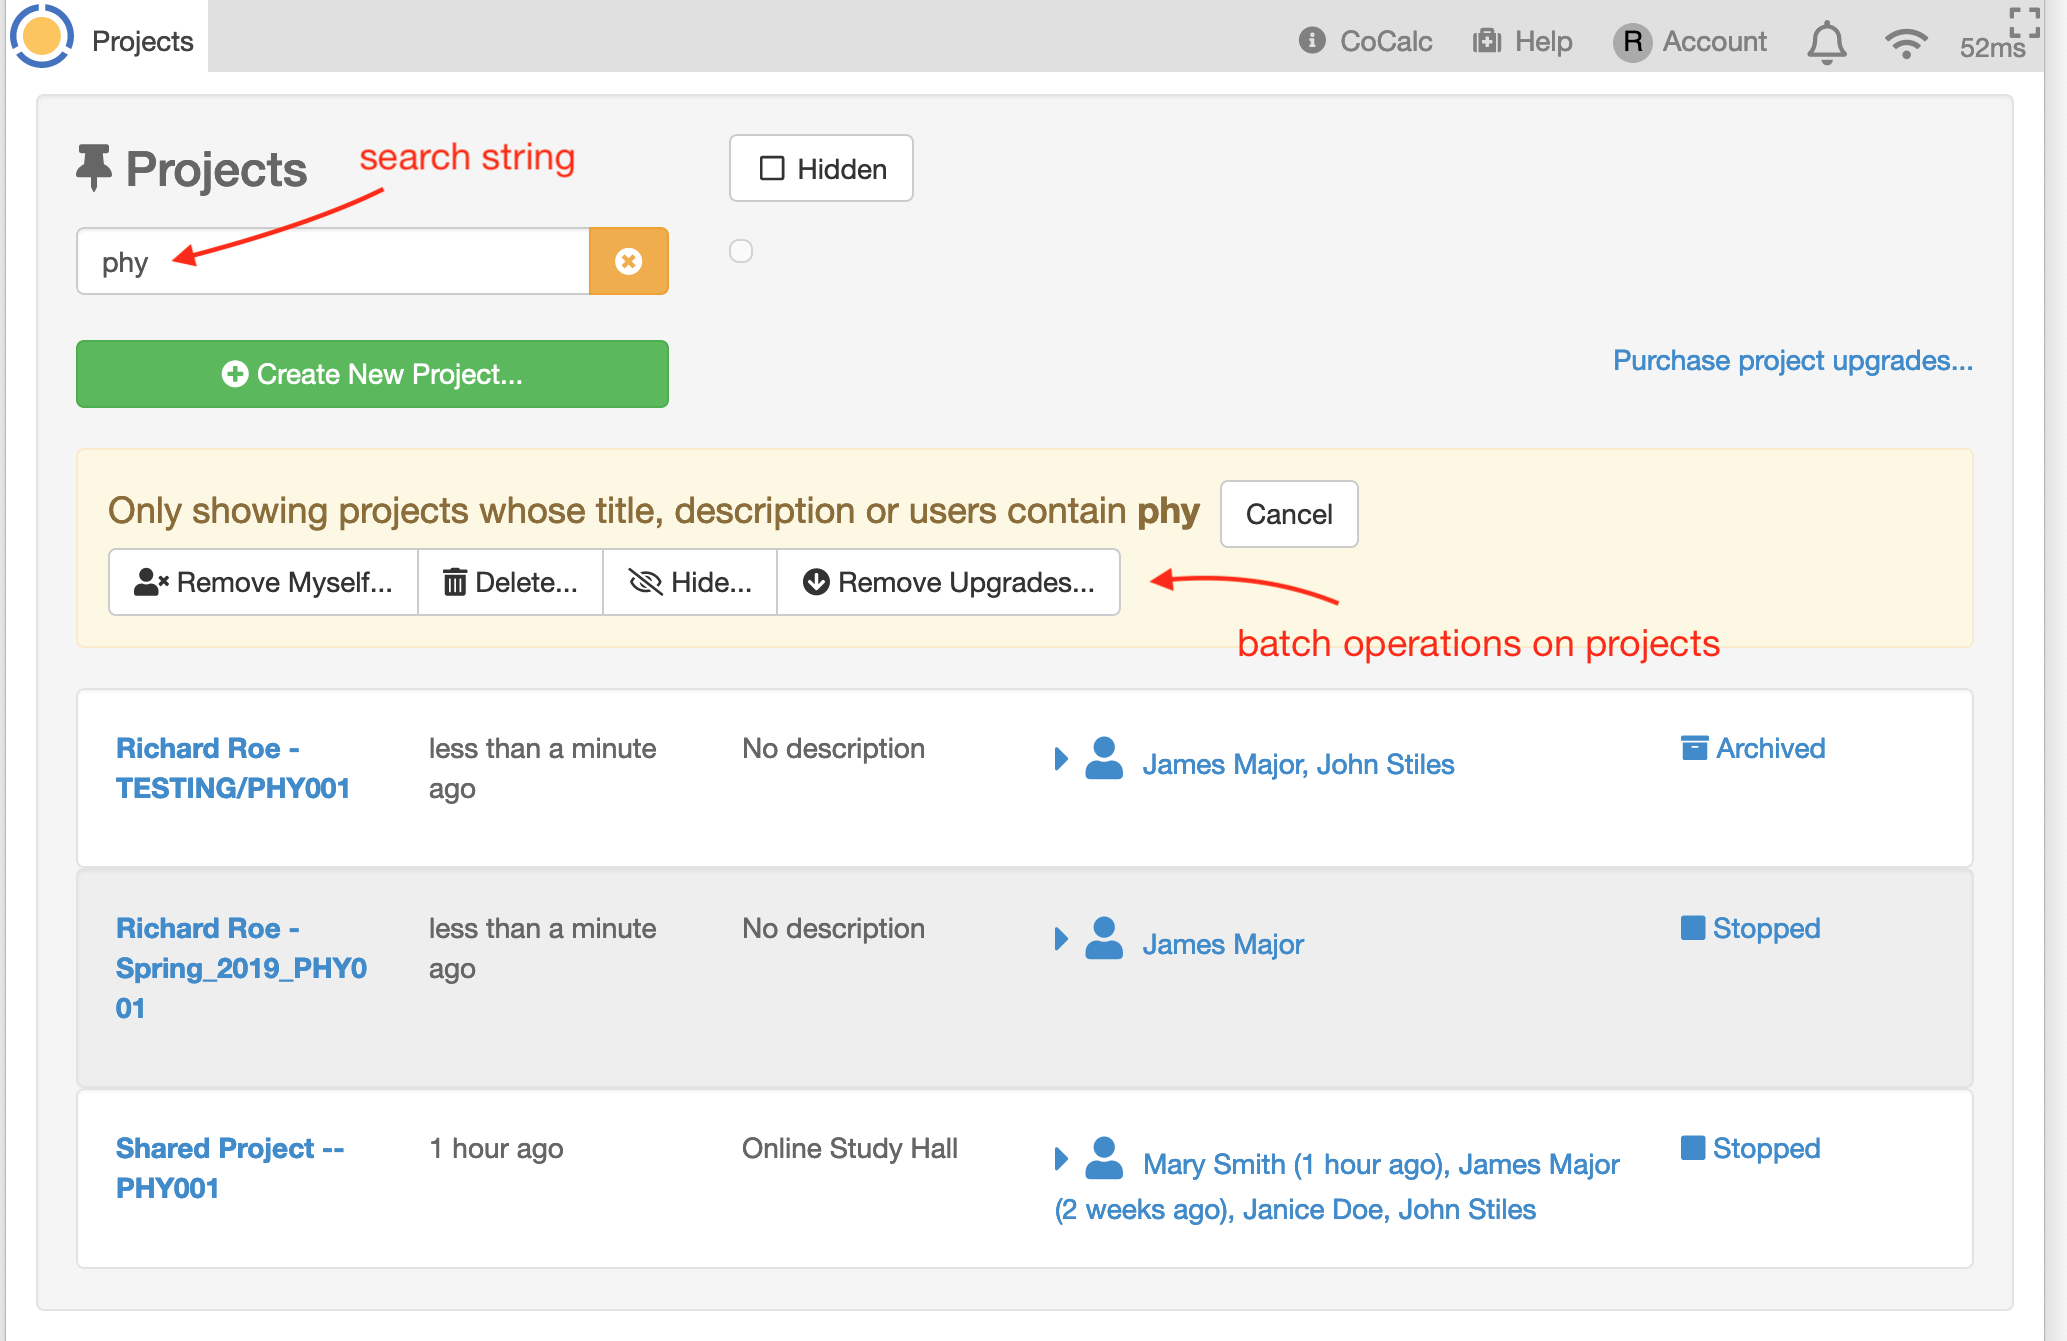 Projects
CoCalc
Help
R Account
52ms
Projects
search string
Hidden
phy
Create New Project...
Purchase project upgrades...
Only showing projects whose title, description or users contain phy
Cancel
Remove Myself...
Delete...
Hide...
Remove Upgrades...
batch operations on projects
Richard Roe -
TESTING/PHY001
less than a minute
ago
No description
James Major, John Stiles
Archived
Richard Roe -
Spring_2019_PHY0
01
less than a minute
ago
No description
James Major
Stopped
Shared Project --
PHY001
1 hour ago
Online Study Hall
Mary Smith (1 hour ago), James Major
(2 weeks ago), Janice Doe, John Stiles
Stopped